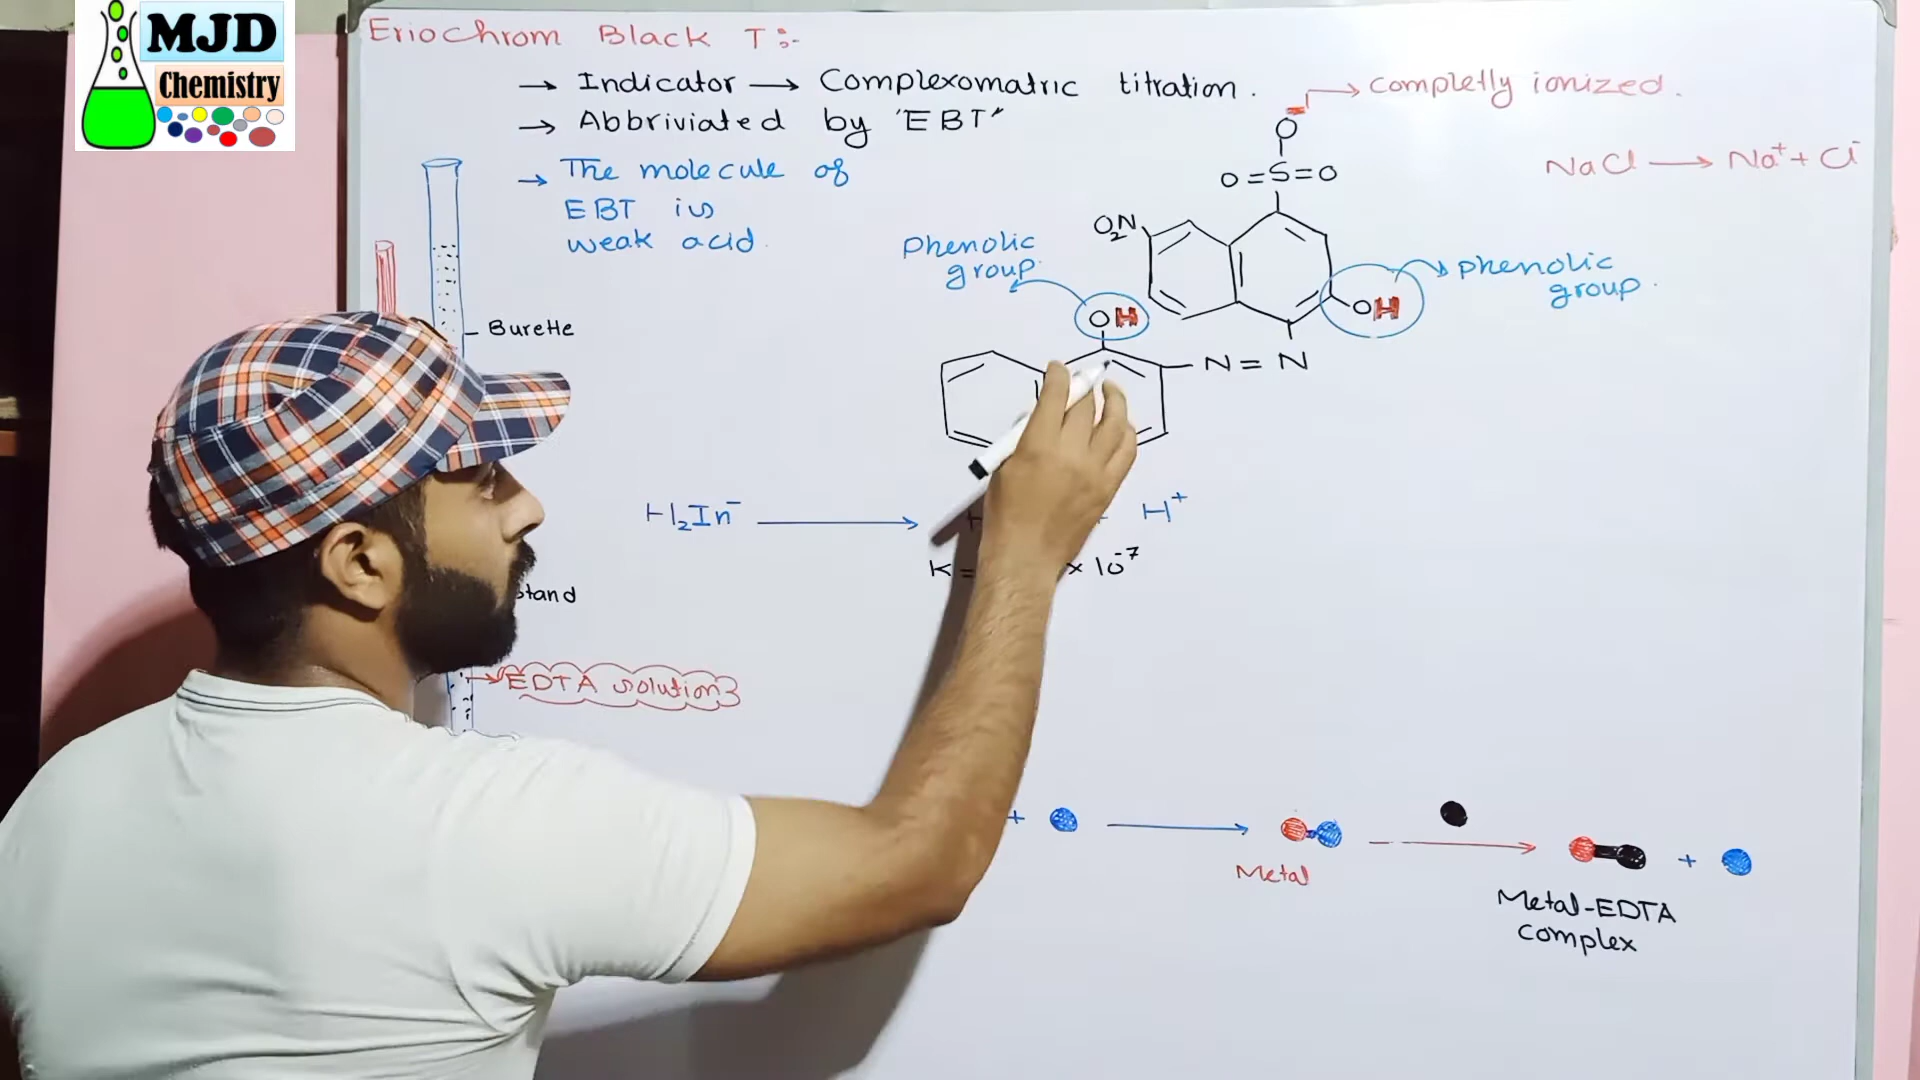 MJD
Chemistry
Eriochrom Black T :-
→ Indicator → Complexomatric titration.
→ Abbriviated by 'EBT'
→ The molecule of
EBT is
weak acid.
→ completly ionized.
NaCl → Na⁺ + Cl⁻
O
O=S=O
O₂N
Phenolic
group.
phenolic
group.
OH
OH
N=N
Burette
H₂In⁻ → + H⁺
K = × 10⁻⁷
stand
→ EDTA solution
+ →
+
Metal
Metal-EDTA
complex